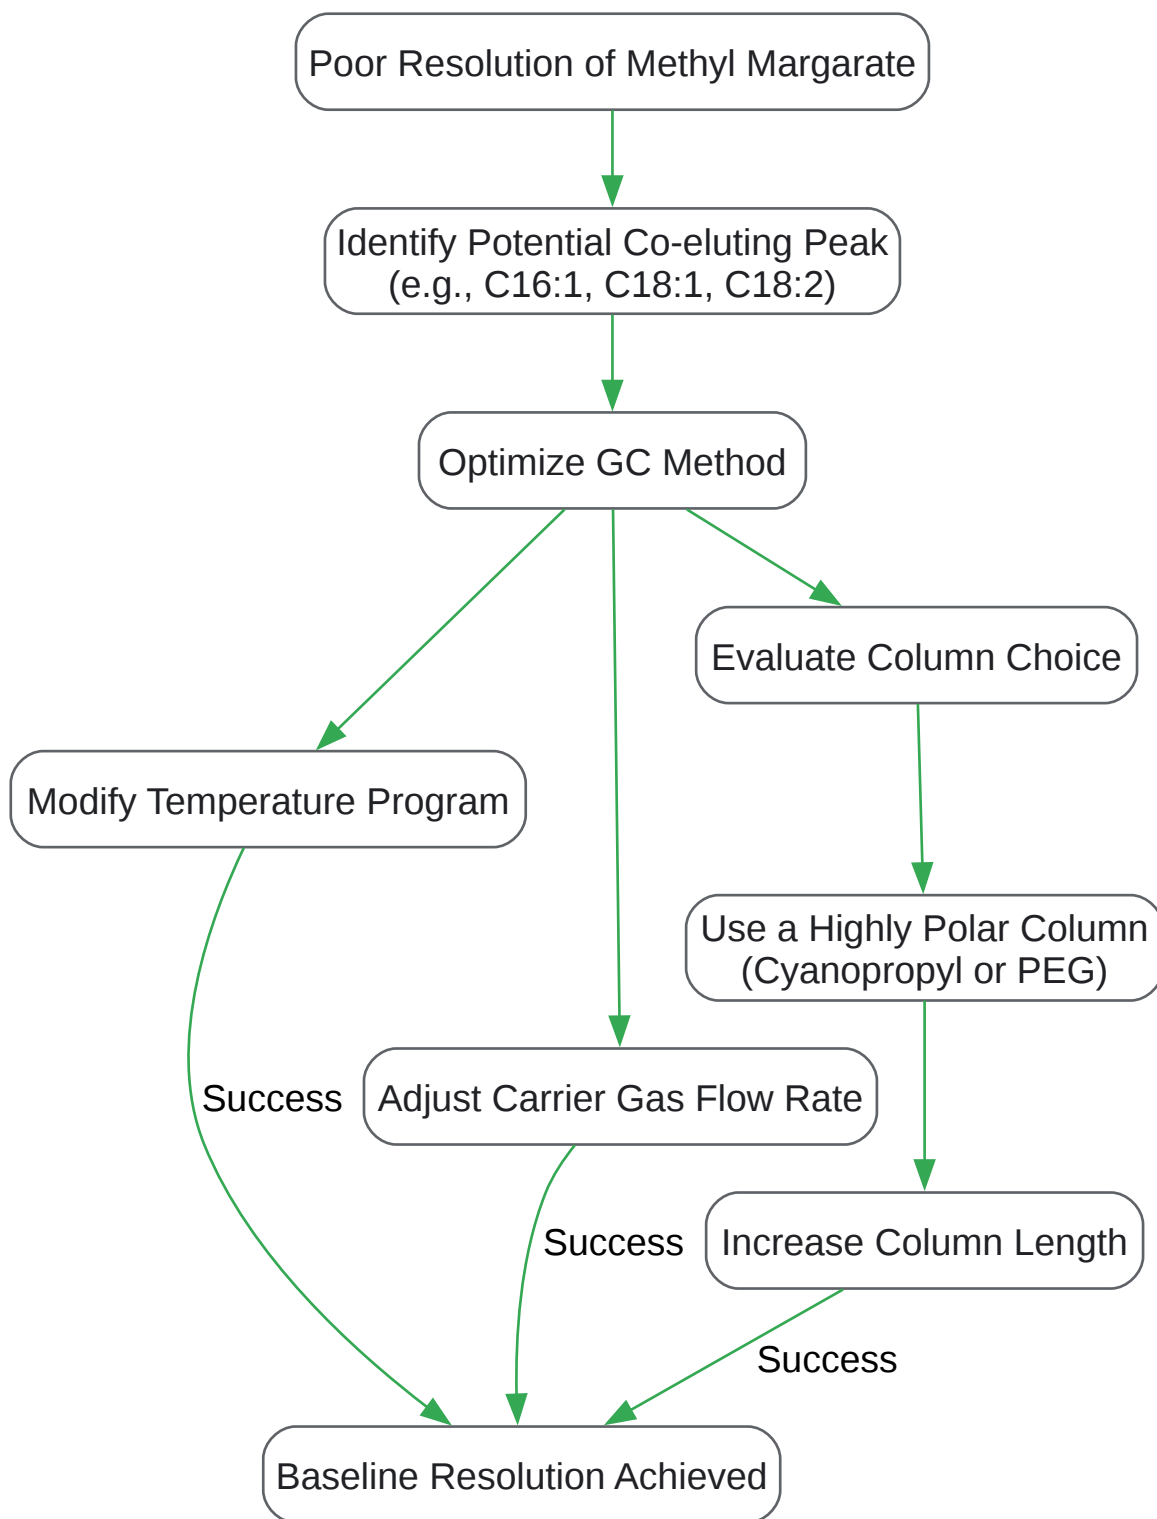 Poor Resolution of Methyl Margarate
Identify Potential Co-eluting Peak
(e.g., C16:1, C18:1, C18:2)
Optimize GC Method
Evaluate Column Choice
Modify Temperature Program
Use a Highly Polar Column
(Cyanopropyl or PEG)
Success
Adjust Carrier Gas Flow Rate
Success
Increase Column Length
Success
Baseline Resolution Achieved